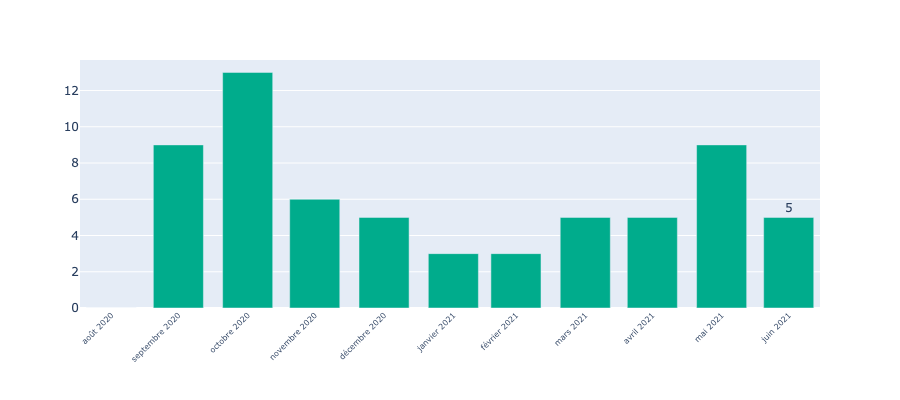 12
10
8
6
4
2
0
5
août 2020
septembre 2020
octobre 2020
novembre 2020
décembre 2020
janvier 2021
février 2021
mars 2021
avril 2021
mai 2021
juin 2021